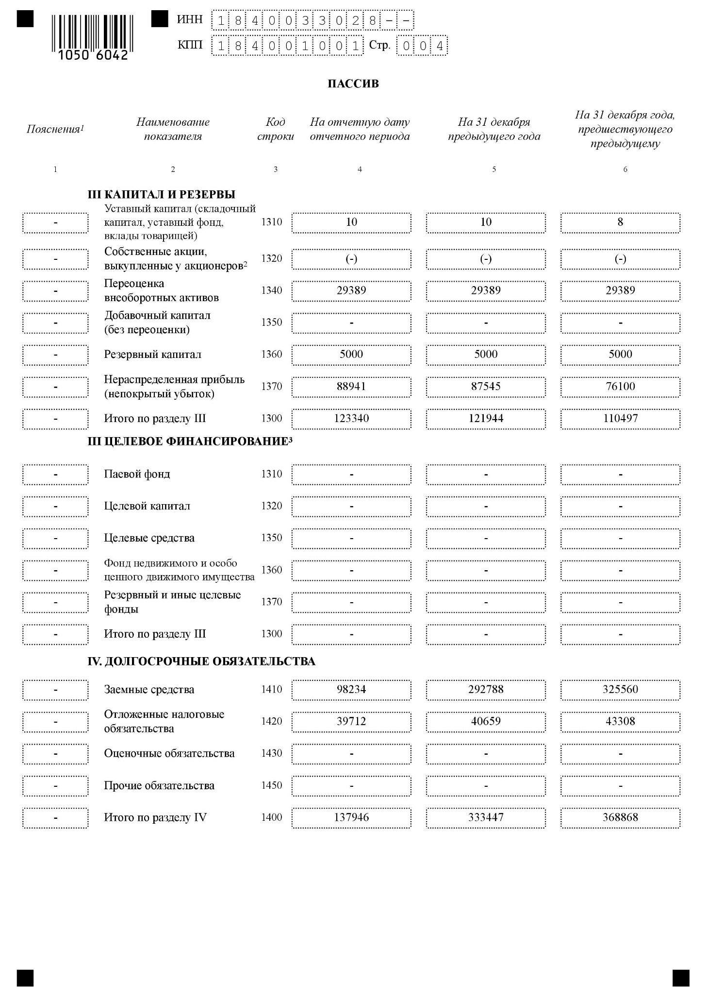 ИНН 1840033028--
1050 6042
КПП 184001001 Стр. 004
ПАССИВ
Пояснения1 Наименование показателя Код строки На отчетную дату отчетного периода На 31 декабря предыдущего года На 31 декабря года, предшествующего предыдущему
1 2 3 4 5 6
III КАПИТАЛ И РЕЗЕРВЫ
- Уставный капитал (складочный капитал, уставный фонд, вклады товарищей) 1310 10 10 8
- Собственные акции, выкупленные у акционеров2 1320 (-) (-) (-)
- Переоценка внеоборотных активов 1340 29389 29389 29389
- Добавочный капитал (без переоценки) 1350 - - -
- Резервный капитал 1360 5000 5000 5000
- Нераспределенная прибыль (непокрытый убыток) 1370 88941 87545 76100
- Итого по разделу III 1300 123340 121944 110497
III ЦЕЛЕВОЕ ФИНАНСИРОВАНИЕ3
- Паевой фонд 1310 - - -
- Целевой капитал 1320 - - -
- Целевые средства 1350 - - -
- Фонд недвижимого и особо ценного движимого имущества 1360 - - -
- Резервный и иные целевые фонды 1370 - - -
- Итого по разделу III 1300 - - -
IV. ДОЛГОСРОЧНЫЕ ОБЯЗАТЕЛЬСТВА
- Заемные средства 1410 98234 292788 325560
- Отложенные налоговые обязательства 1420 39712 40659 43308
- Оценочные обязательства 1430 - - -
- Прочие обязательства 1450 - - -
- Итого по разделу IV 1400 137946 333447 368868